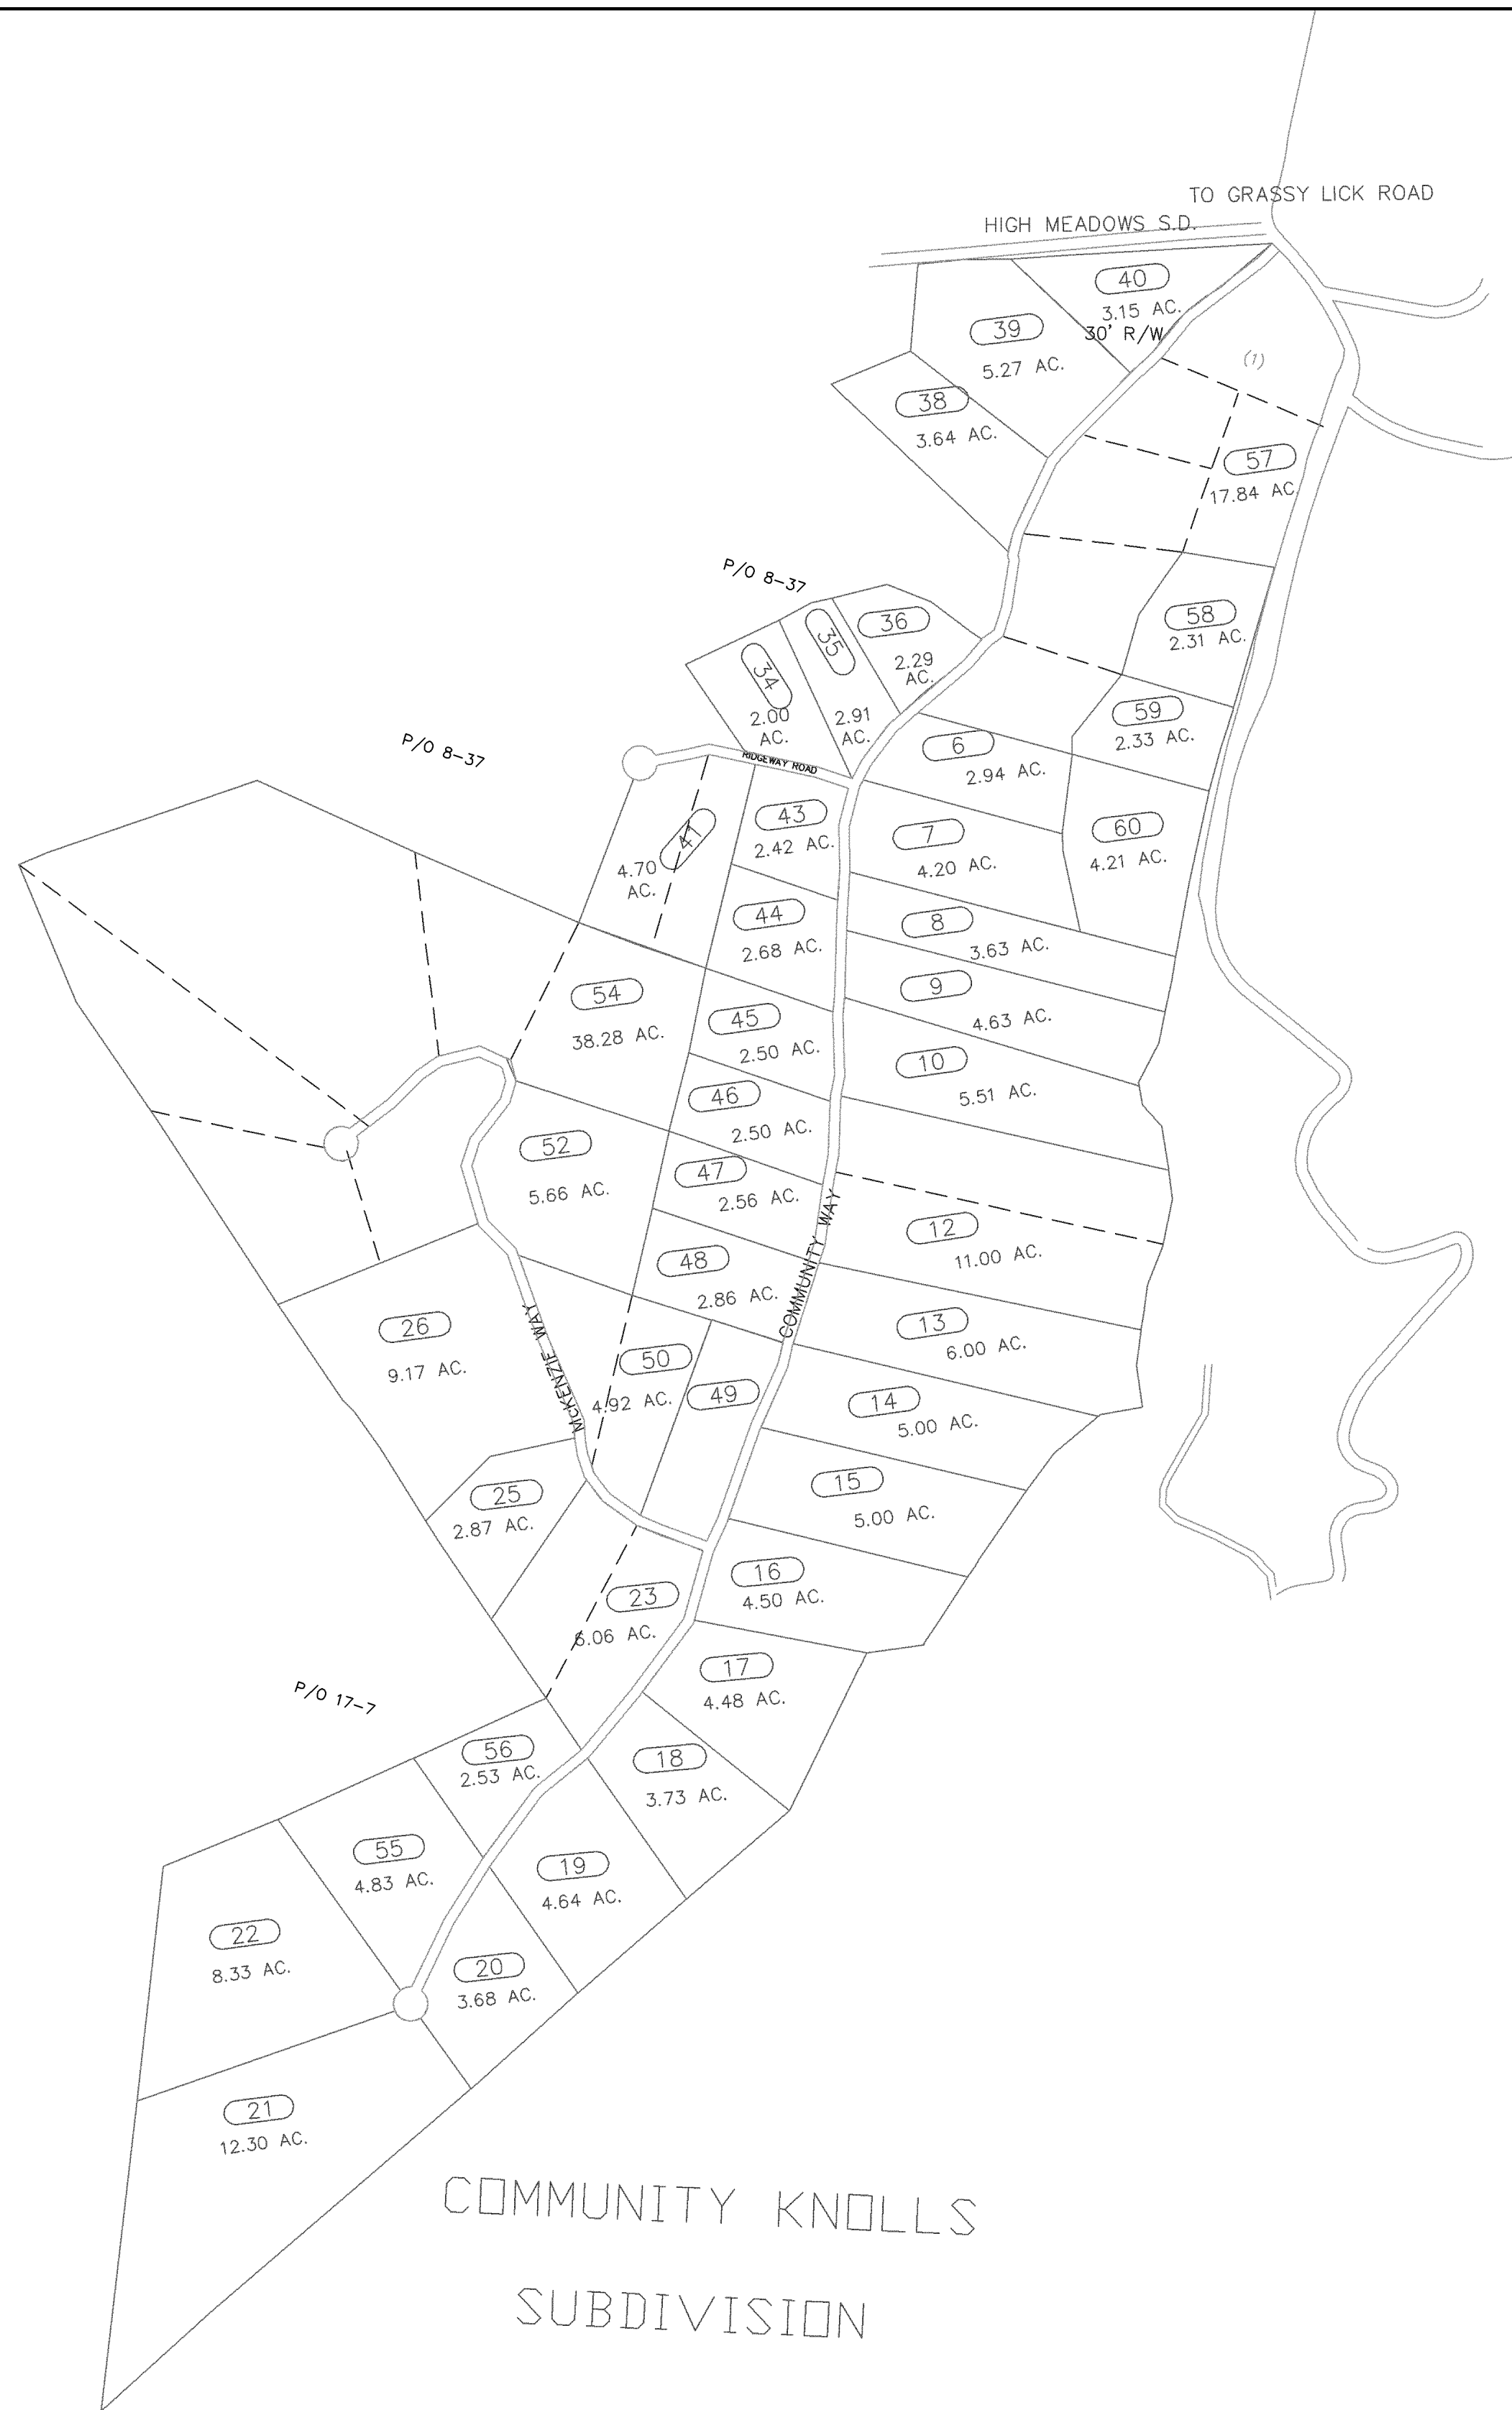 TO GRASSY LICK ROAD
HIGH MEADOWS S.D.
40
3.15 AC.
30' R/W
39
5.27 AC.
(1)
38
3.64 AC.
57
17.84 AC.
P/O 8-37
58
2.31 AC.
36
2.29
AC.
35
2.91
AC.
34
2.00
AC.
59
2.33 AC.
P/O 8-37
RIDGEWAY ROAD
6
2.94 AC.
60
4.21 AC.
43
2.42 AC.
7
4.20 AC.
41
4.70
AC.
44
2.68 AC.
8
3.63 AC.
54
38.28 AC.
45
2.50 AC.
9
4.63 AC.
10
5.51 AC.
46
2.50 AC.
52
5.66 AC.
47
2.56 AC.
12
11.00 AC.
COMMUNITY WAY
48
2.86 AC.
26
9.17 AC.
MCKENZIE WAY
13
6.00 AC.
50
4.92 AC.
49
14
5.00 AC.
15
5.00 AC.
25
2.87 AC.
16
4.50 AC.
23
6.06 AC.
17
4.48 AC.
P/O 17-7
56
2.53 AC.
18
3.73 AC.
55
4.83 AC.
19
4.64 AC.
22
8.33 AC.
20
3.68 AC.
21
12.30 AC.
COMMUNITY KNOLLS
SUBDIVISION